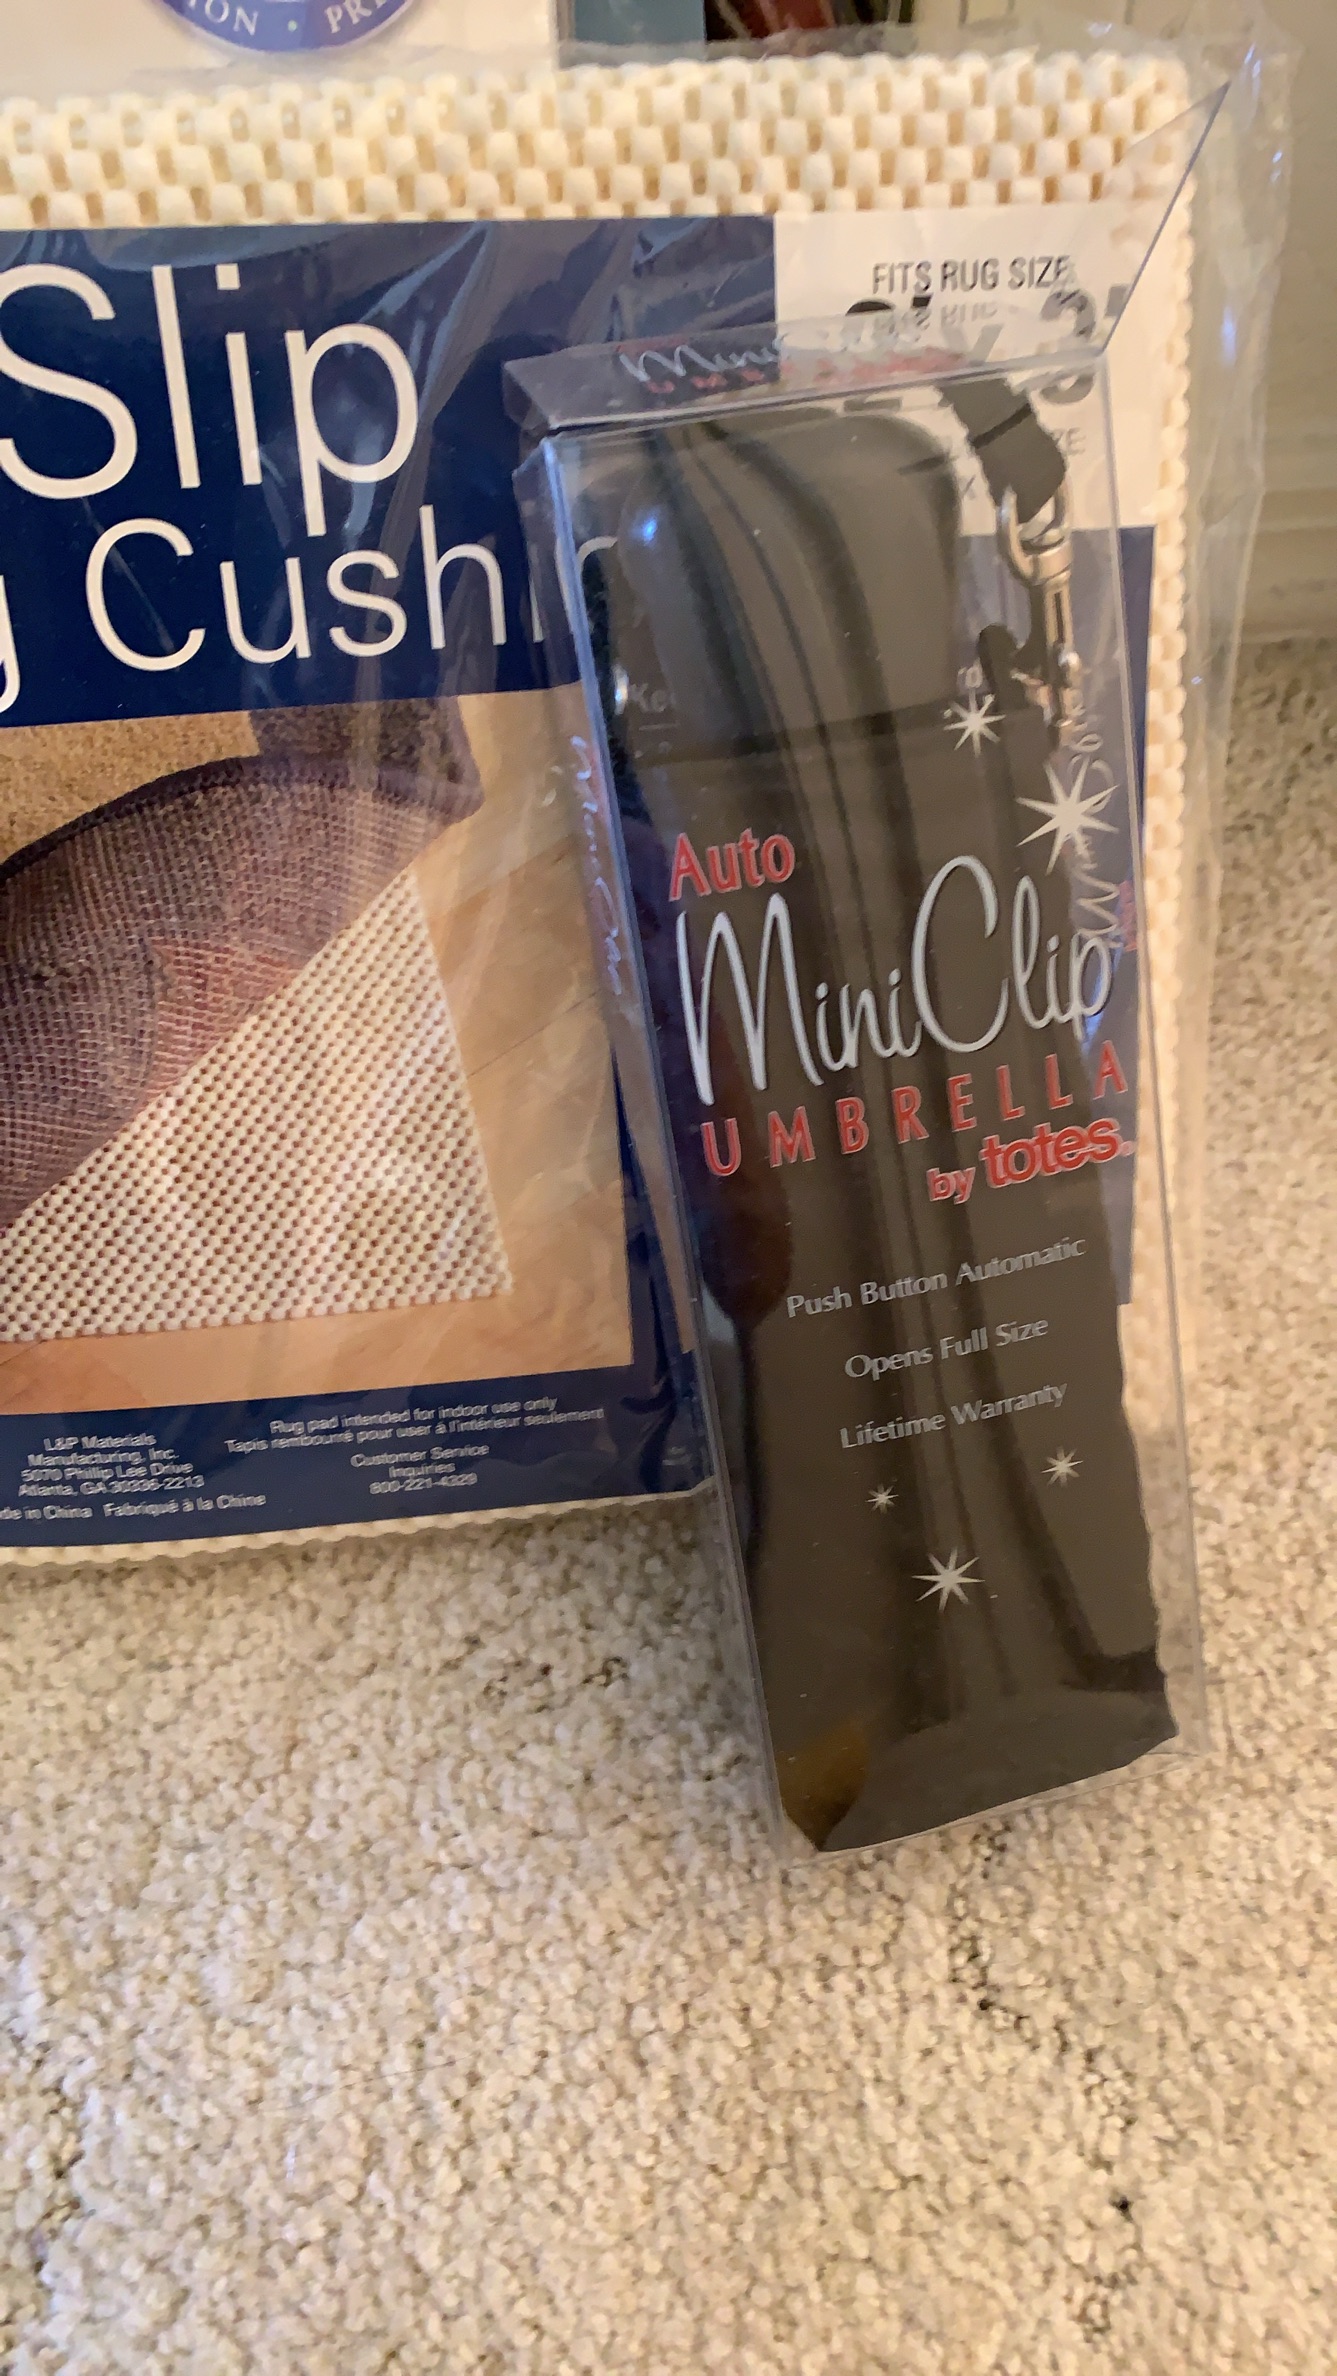 FITS RUG SIZE
Slip
Cush
Auto
MiniClip
UMBRELLA
by totes®
Push Button Automatic
Opens Full Size
Lifetime Warranty
L&P Materials
Manufacturing, Inc.
5070 Phillip Lee Drive
Atlanta, GA 30336-2213
de in China Fabriqué à la Chine
Rug pad intended for indoor use only
Tapis rembourré pour user à l'intérieur seulement
Customer Service
Inquiries
800-221-4329